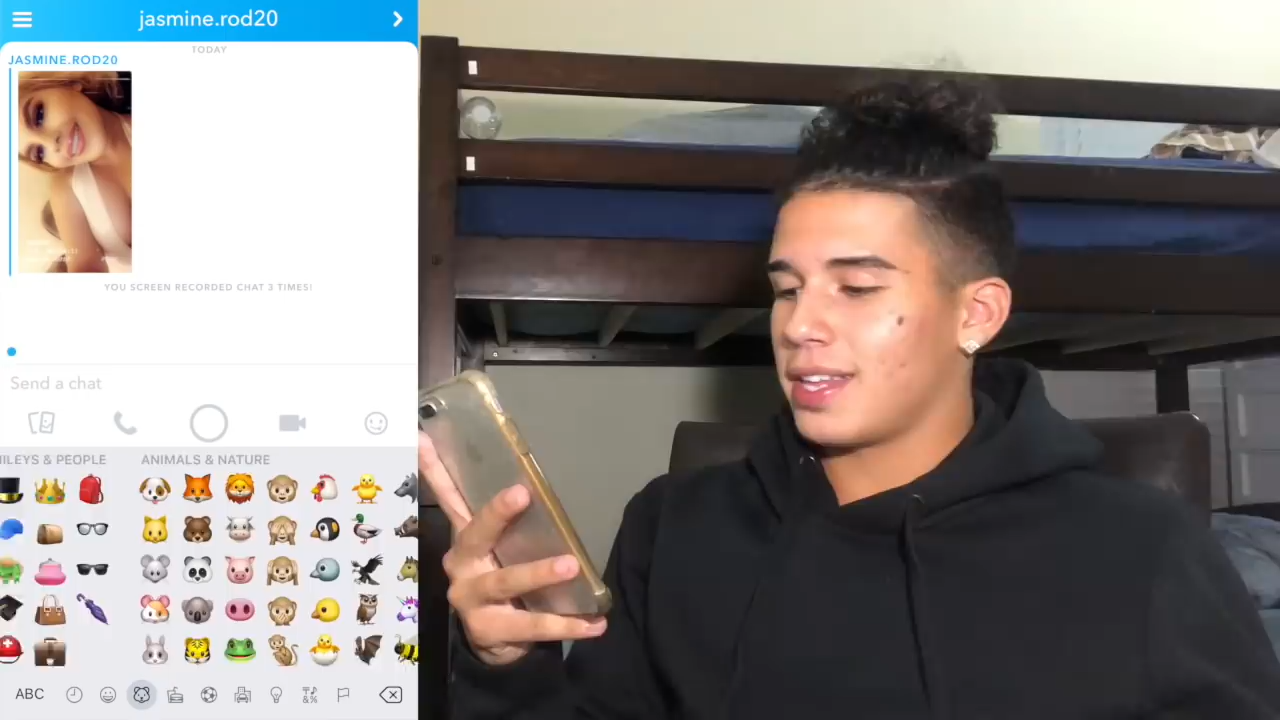 jasmine.rod20
TODAY
JASMINE.ROD20
YOU SCREEN RECORDED CHAT 3 TIMES!
Send a chat
ILEYS & PEOPLE
ANIMALS & NATURE
ABC